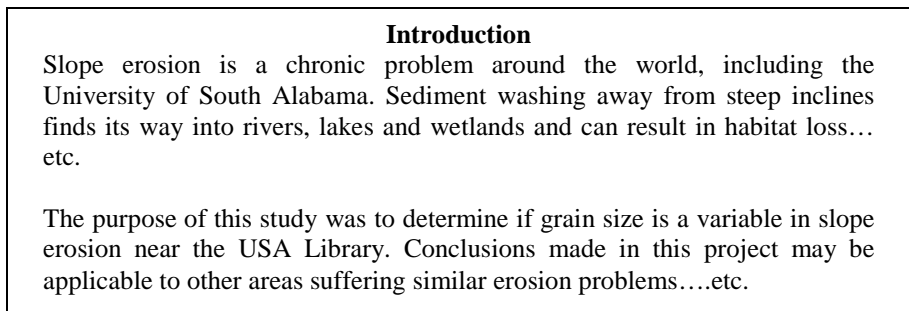 Introduction
Slope erosion is a chronic problem around the world, including the
University of South Alabama. Sediment washing away from steep inclines
finds its way into rivers, lakes and wetlands and can result in habitat loss…
etc.
The purpose of this study was to determine if grain size is a variable in slope
erosion near the USA Library. Conclusions made in this project may be
applicable to other areas suffering similar erosion problems….etc.